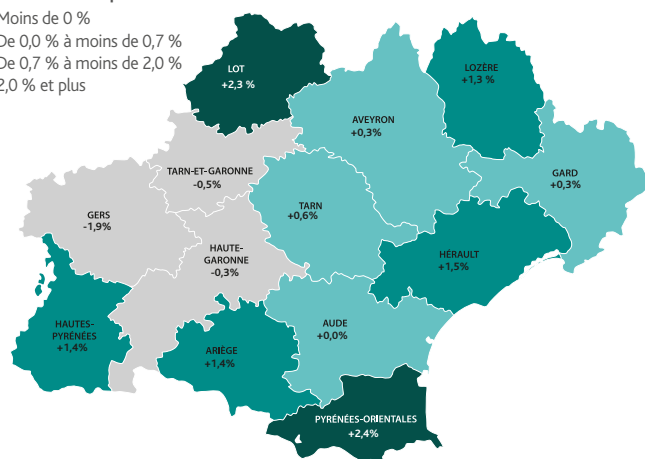 Moins de 0 %
De 0,0 % à moins de 0,7 %
De 0,7 % à moins de 2,0 %
2,0 % et plus
LOT
+2,3 %
LOZÈRE
+1,3 %
AVEYRON
+0,3%
TARN-ET-GARONNE
-0,5%
GARD
+0,3%
TARN
+0,6%
GERS
-1,9%
HAUTE-
GARONNE
-0,3%
HÉRAULT
+1,5%
HAUTES-
PYRÉNÉES
+1,4%
AUDE
+0,0%
ARIÈGE
+1,4%
PYRÉNÉES-ORIENTALES
+2,4%